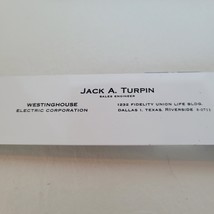 JACK A. TURPIN
SALES ENGINEER
WESTINGHOUSE
ELECTRIC CORPORATION
1232 FIDELITY UNION LIFE BLDG.
DALLAS 1, TEXAS, RIVERSIDE